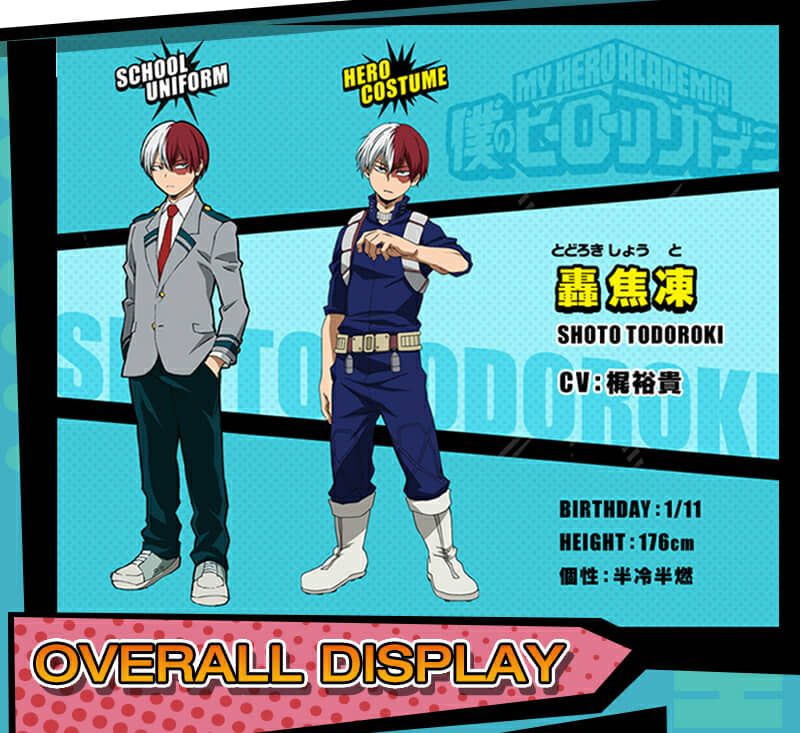 SCHOOL
UNIFORM
HERO
COSTUME
MY HERO ACADEMIA
僕のヒーローアカデミ
とどろき しょう と
轟焦凍
SHOTO TODOROKI
CV：梶裕貴
SHOTO TODOROKI
BIRTHDAY：1/11
HEIGHT：176cm
個性：半冷半燃
OVERALL DISPLAY